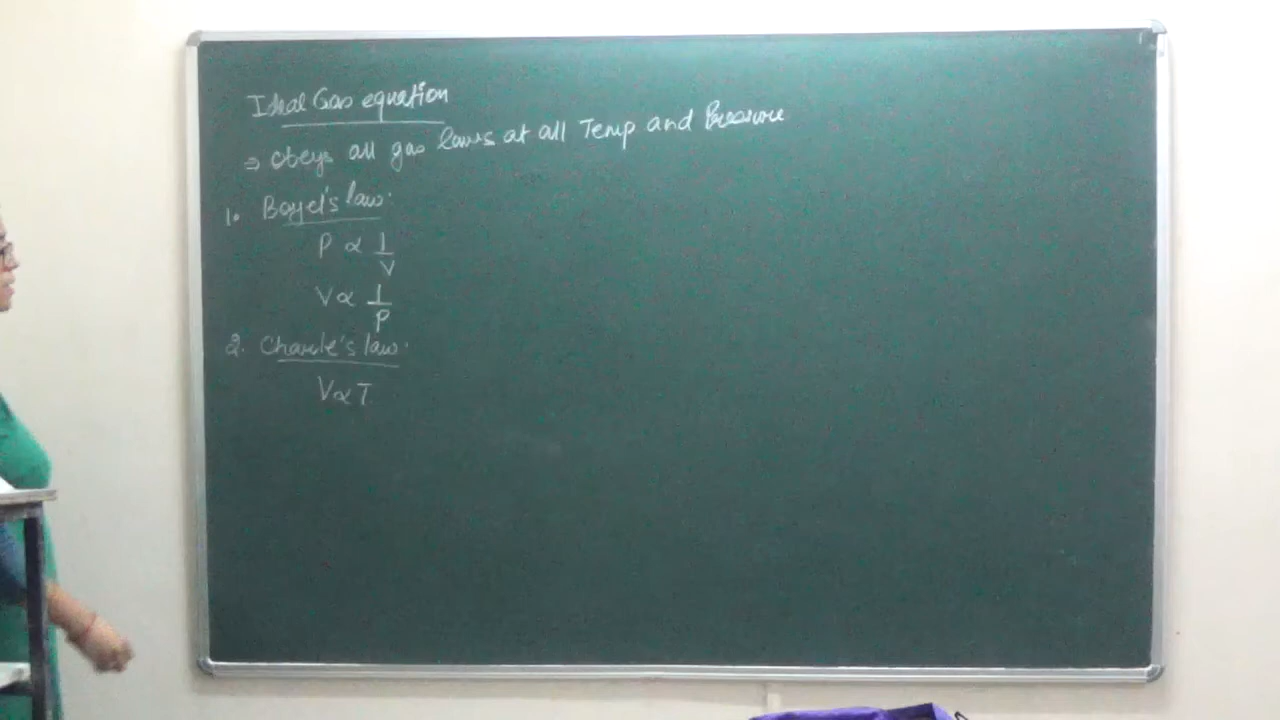 Ideal Gas equation
⇒ obeys all gas laws at all Temp and Pressure
1. Boyel's law.
P ∝ 1/V
V ∝ 1/P
2. Charle's law.
V ∝ T